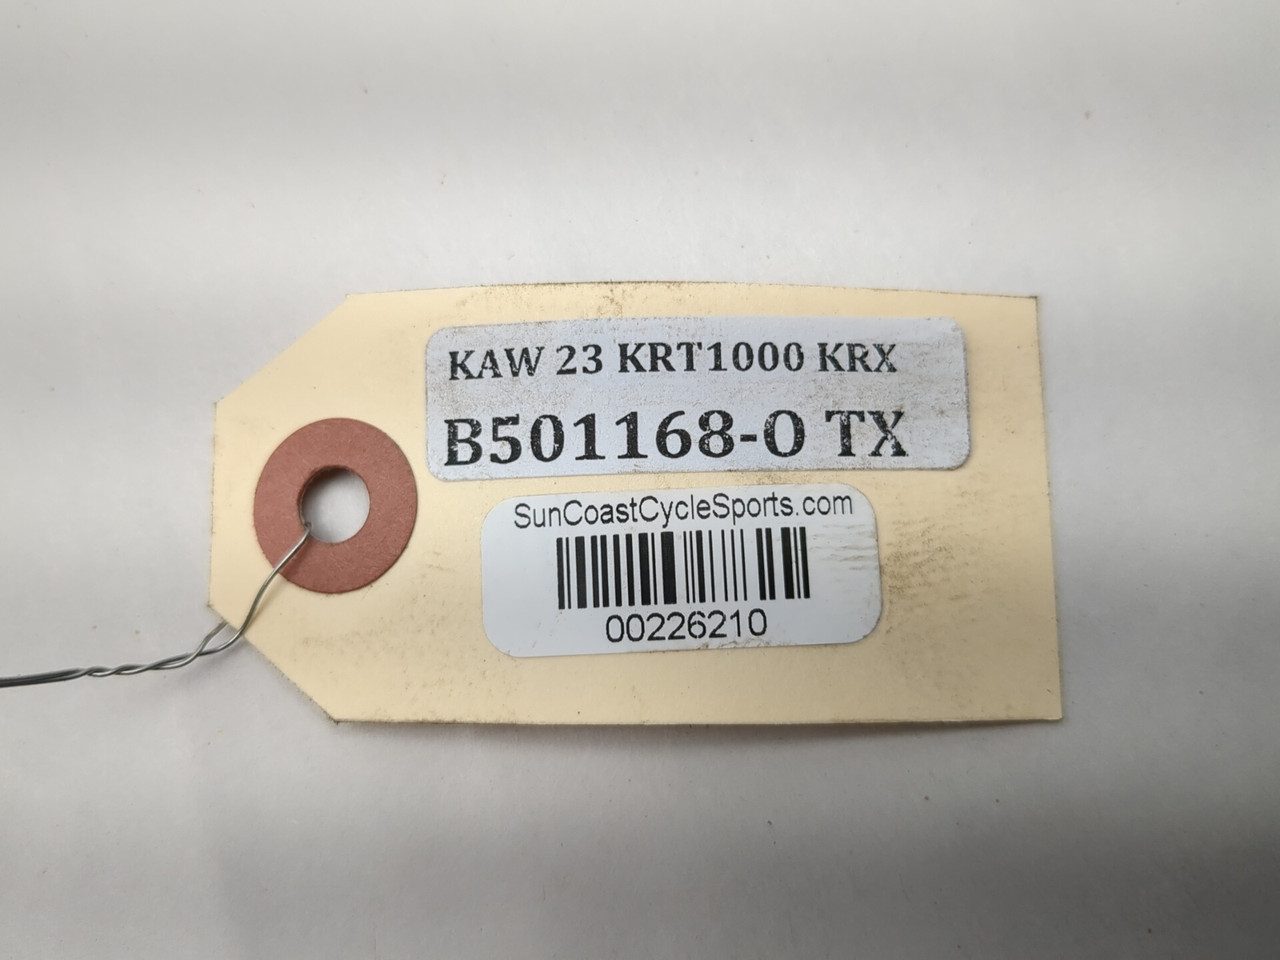 KAW 23 KRT1000 KRX
B501168-O TX
SunCoastCycleSports.com
00226210